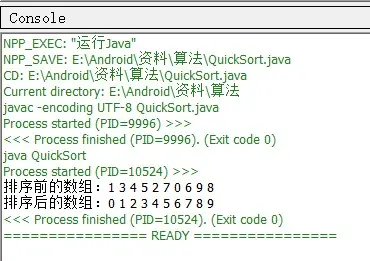 Console
NPP_EXEC: "运行Java"
NPP_SAVE: E:\Android\资料\算法\QuickSort.java
CD: E:\Android\资料\算法\QuickSort.java
Current directory: E:\Android\资料\算法
javac -encoding UTF-8 QuickSort.java
Process started (PID=9996) >>>
<<< Process finished (PID=9996). (Exit code 0)
java QuickSort
Process started (PID=10524) >>>
排序前的数组：1 3 4 5 2 7 0 6 9 8
排序后的数组：0 1 2 3 4 5 6 7 8 9
<<< Process finished (PID=10524). (Exit code 0)
================ READY ================